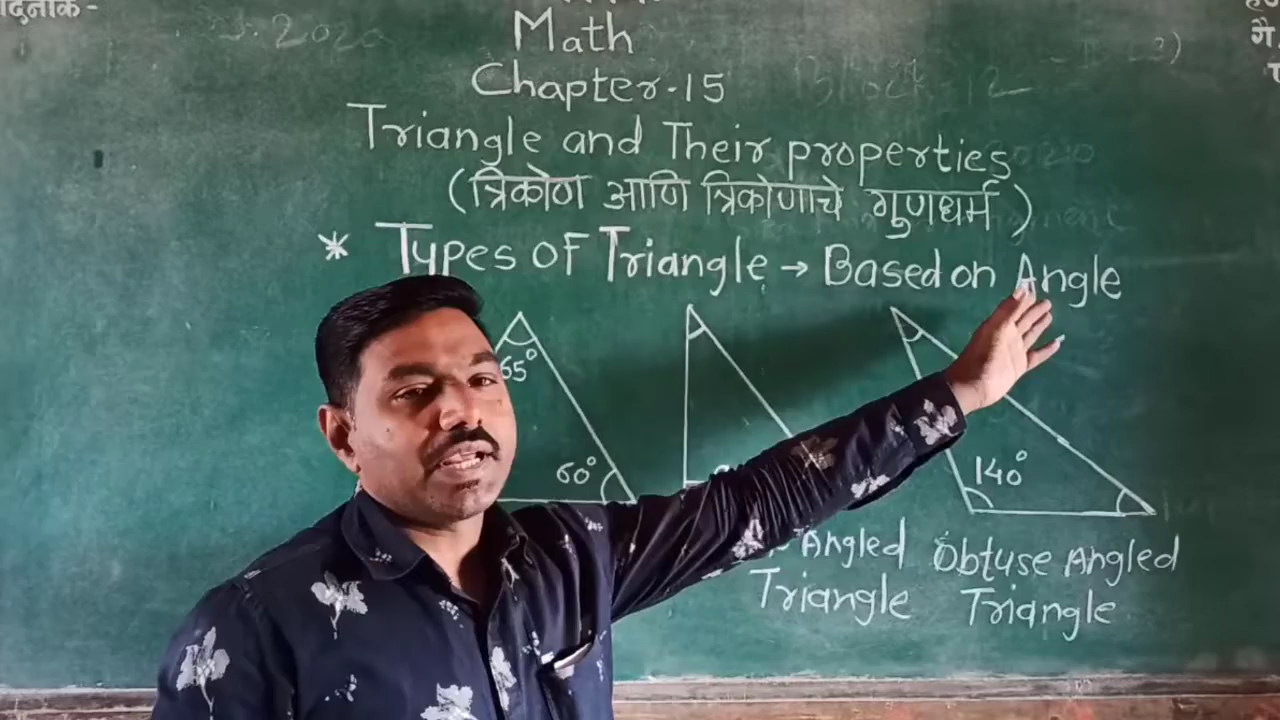 दिनांक -
Math
Chapter-15
Triangle and Their properties
(त्रिकोण आणि त्रिकोणाचे गुणधर्म)
* Types of Triangle → Based on Angle
65°
60°
140°
Angled
Triangle
Obtuse Angled
Triangle